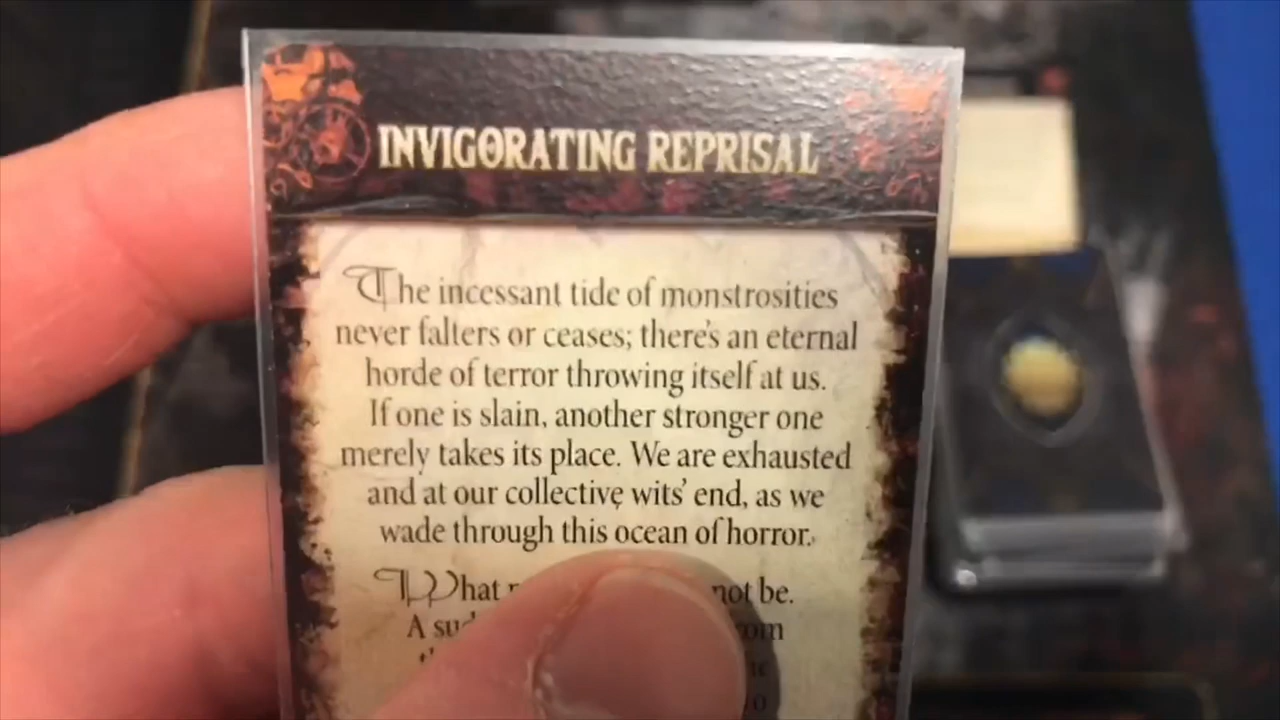 INVIGORATING REPRISAL
The incessant tide of monstrosities
never falters or ceases; there's an eternal
horde of terror throwing itself at us.
If one is slain, another stronger one
merely takes its place. We are exhausted
and at our collective wits' end, as we
wade through this ocean of horror.
What not be.
A